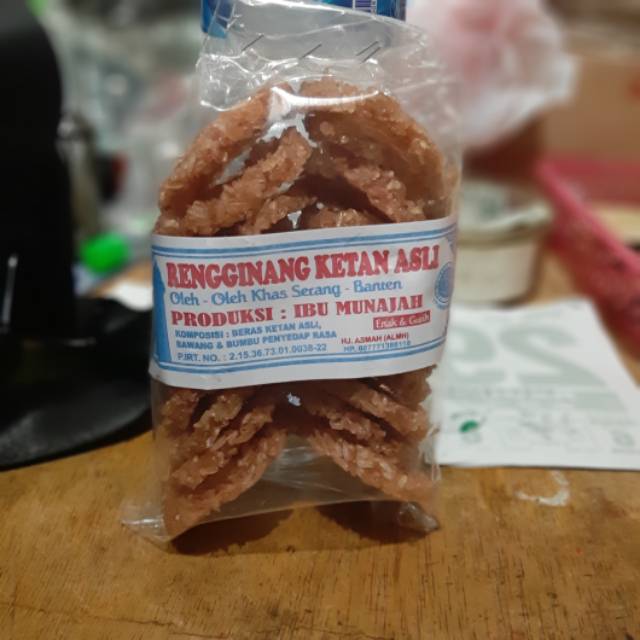 RENGGINANG KETAN ASLI
Oleh - Oleh Khas Serang - Banten
PRODUKSI : IBU MUNAJAH
Enak & Gurih
KOMPOSISI : BERAS KETAN ASLI,
BAWANG & BUMBU PENYEDAP RASA
HJ. ASMAH (ALMH)
P.IRT. NO. : 2.15.36.73.01.0038-22